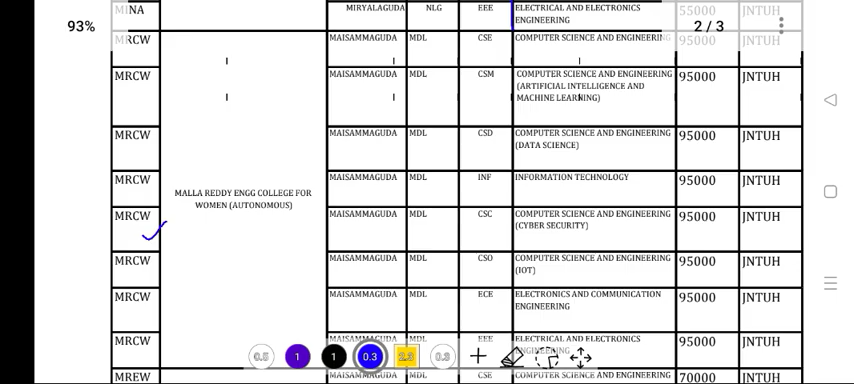 93%
2 / 3
MINA MIRYALAGUDA NLG EEE ELECTRICAL AND ELECTRONICS 55000 JNTUH
ENGINEERING
MRCW MAISAMMAGUDA MDL CSE COMPUTER SCIENCE AND ENGINEERING 95000 JNTUH
MRCW MAISAMMAGUDA MDL CSM COMPUTER SCIENCE AND ENGINEERING 95000 JNTUH
(ARTIFICIAL INTELLIGENCE AND
MACHINE LEARNING)
MRCW MAISAMMAGUDA MDL CSD COMPUTER SCIENCE AND ENGINEERING 95000 JNTUH
(DATA SCIENCE)
MRCW MAISAMMAGUDA MDL INF INFORMATION TECHNOLOGY 95000 JNTUH
MALLA REDDY ENGG COLLEGE FOR
WOMEN (AUTONOMOUS)
MRCW MAISAMMAGUDA MDL CSC COMPUTER SCIENCE AND ENGINEERING 95000 JNTUH
(CYBER SECURITY)
MRCW MAISAMMAGUDA MDL CSO COMPUTER SCIENCE AND ENGINEERING 95000 JNTUH
(IOT)
MRCW MAISAMMAGUDA MDL ECE ELECTRONICS AND COMMUNICATION 95000 JNTUH
ENGINEERING
MRCW MAISAMMAGUDA MDL EEE ELECTRICAL AND ELECTRONICS 95000 JNTUH
ENGINEERING
0.5 1 1 0.3 2.3 0.3
MREW MAISAMMAGUDA MDL CSE COMPUTER SCIENCE AND ENGINEERING 70000 JNTUH